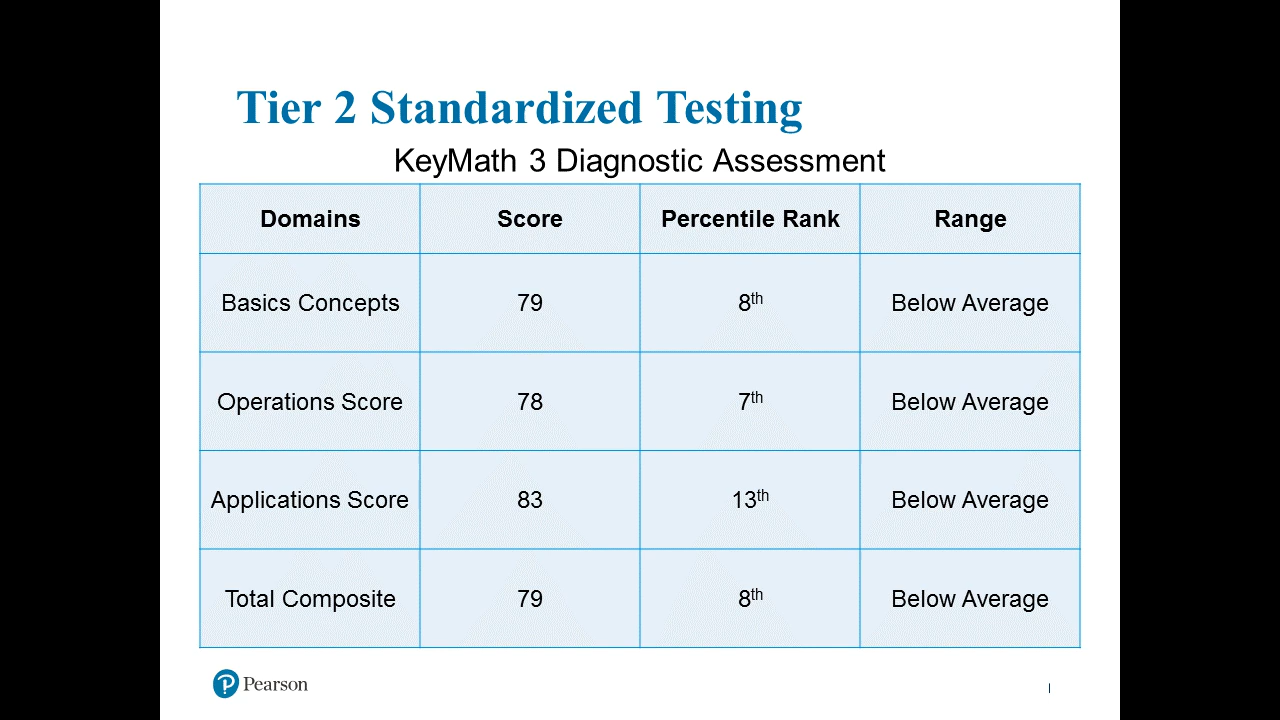 Tier 2 Standardized Testing
KeyMath 3 Diagnostic Assessment
Domains Score Percentile Rank Range
Basics Concepts 79 8th Below Average
Operations Score 78 7th Below Average
Applications Score 83 13th Below Average
Total Composite 79 8th Below Average
Pearson